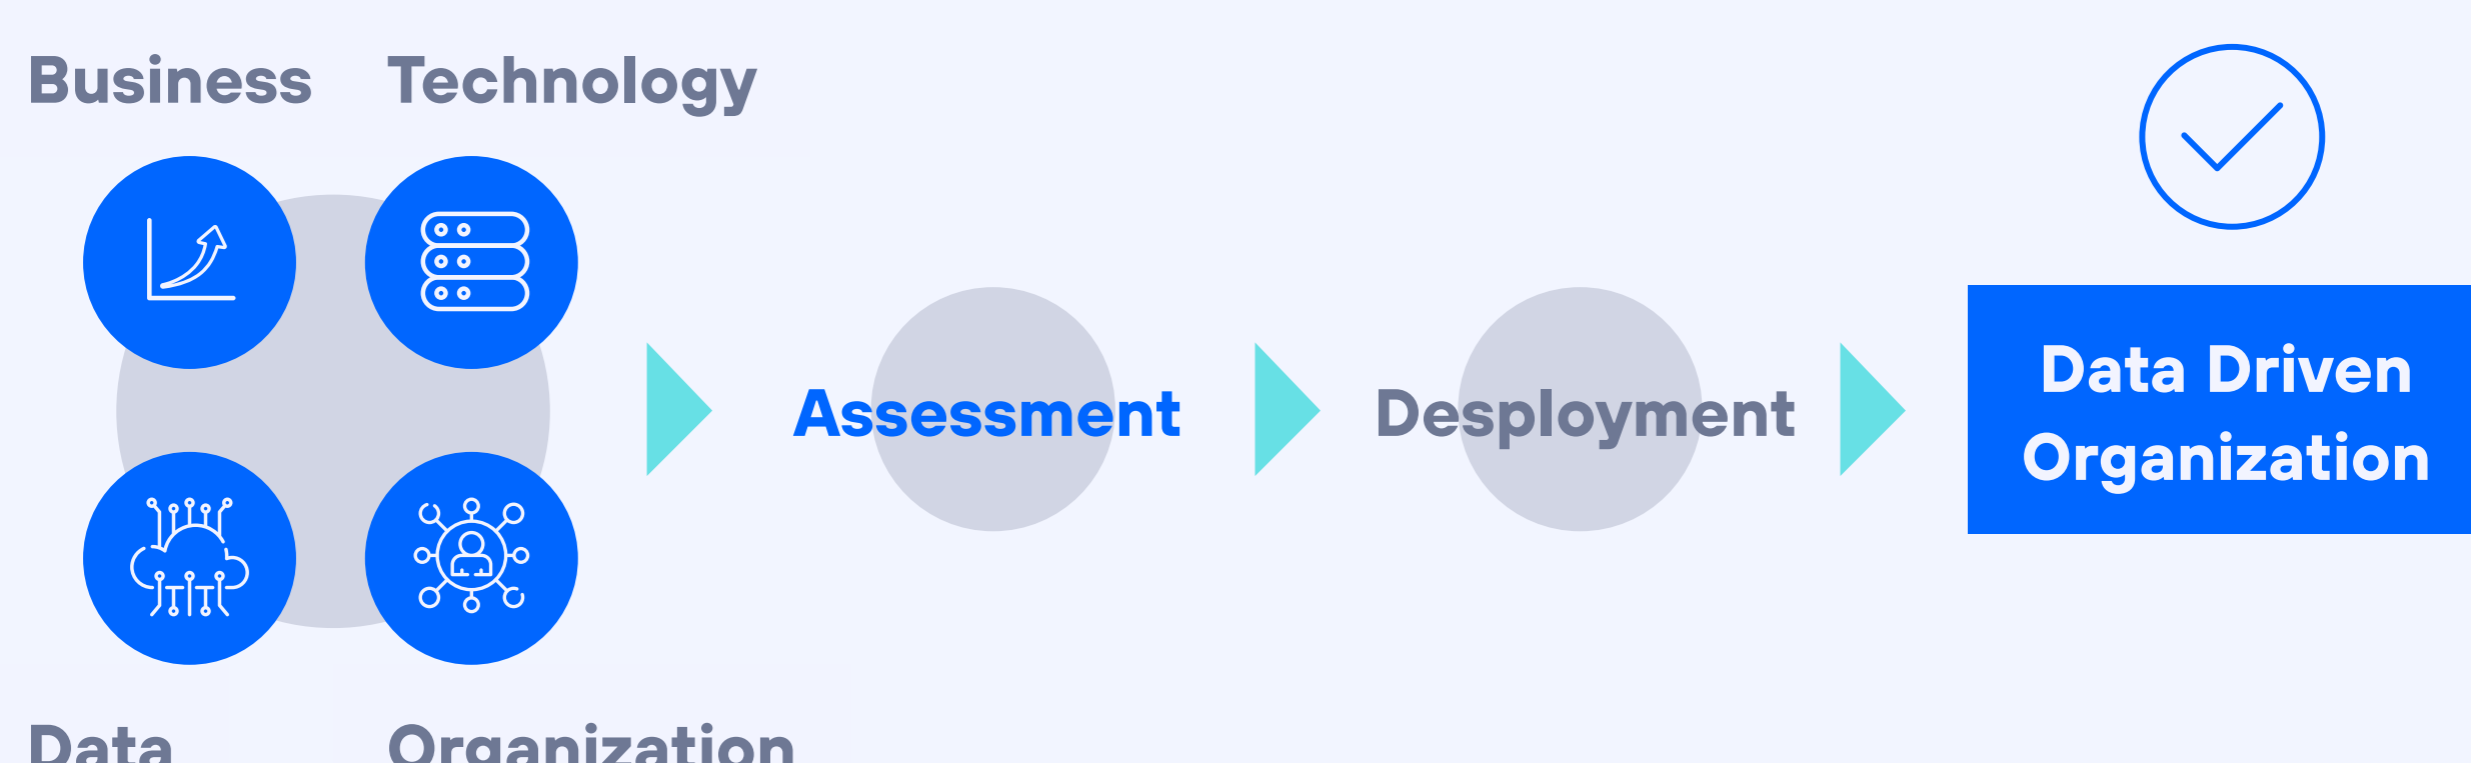 Business Technology
Assessment
Desployment
Data Driven
Organization
Data Organization